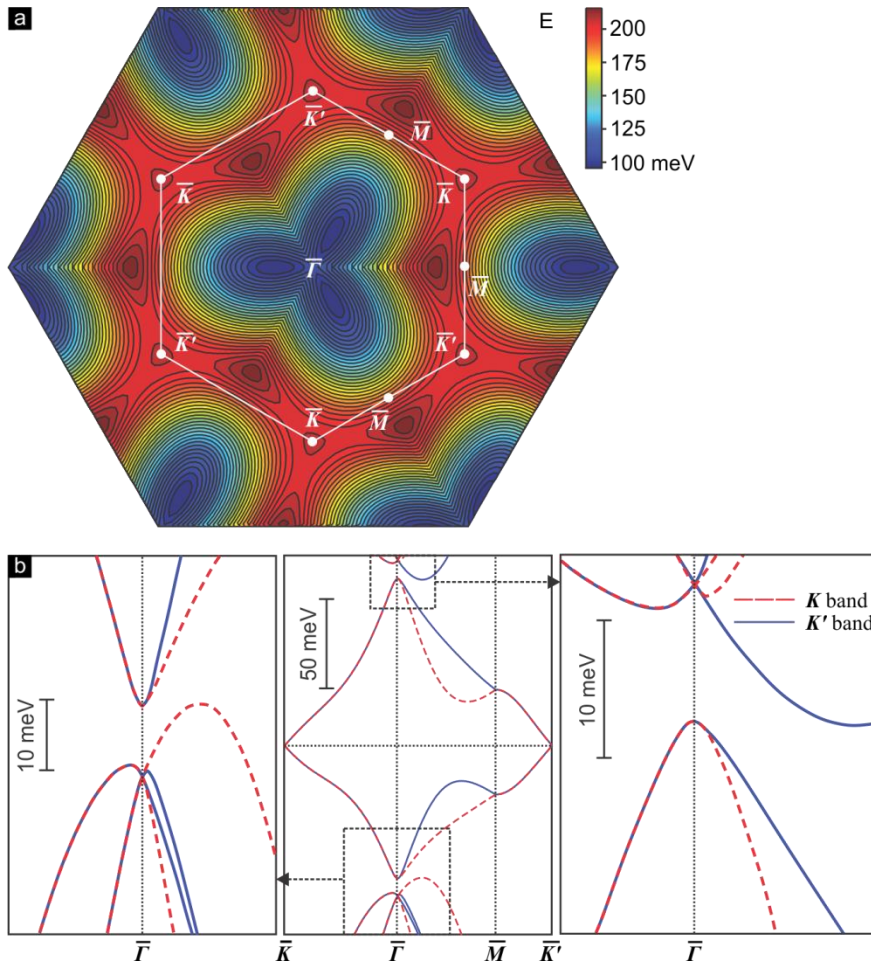 a
E
200
175
150
125
100 meV
K̅'
M̅
K̅
K̅
Γ̅
M̅
K̅'
K̅'
K̅
M̅
b
10 meV
50 meV
10 meV
K band
K' band
Γ̅
K̅
Γ̅
M̅
K̅'
Γ̅